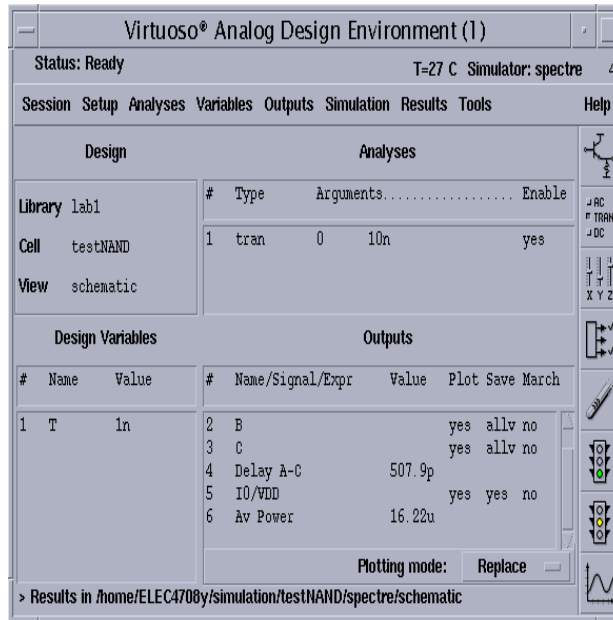 Virtuoso® Analog Design Environment (1)
Status: Ready
T=27 C Simulator: spectre 4
Session Setup Analyses Variables Outputs Simulation Results Tools Help
Design
Library lab1
Cell testNAND
View schematic
Analyses
# Type Arguments................... Enable
1 tran 0 10n yes
Design Variables
# Name Value
1 T 1n
Outputs
# Name/Signal/Expr Value Plot Save March
2 B yes allv no
3 C yes allv no
4 Delay A-C 507.9p
5 I0/VDD yes yes no
6 Av Power 16.22u
Plotting mode: Replace
AC
TRAN
DC
X Y Z
> Results in /home/ELEC4708y/simulation/testNAND/spectre/schematic